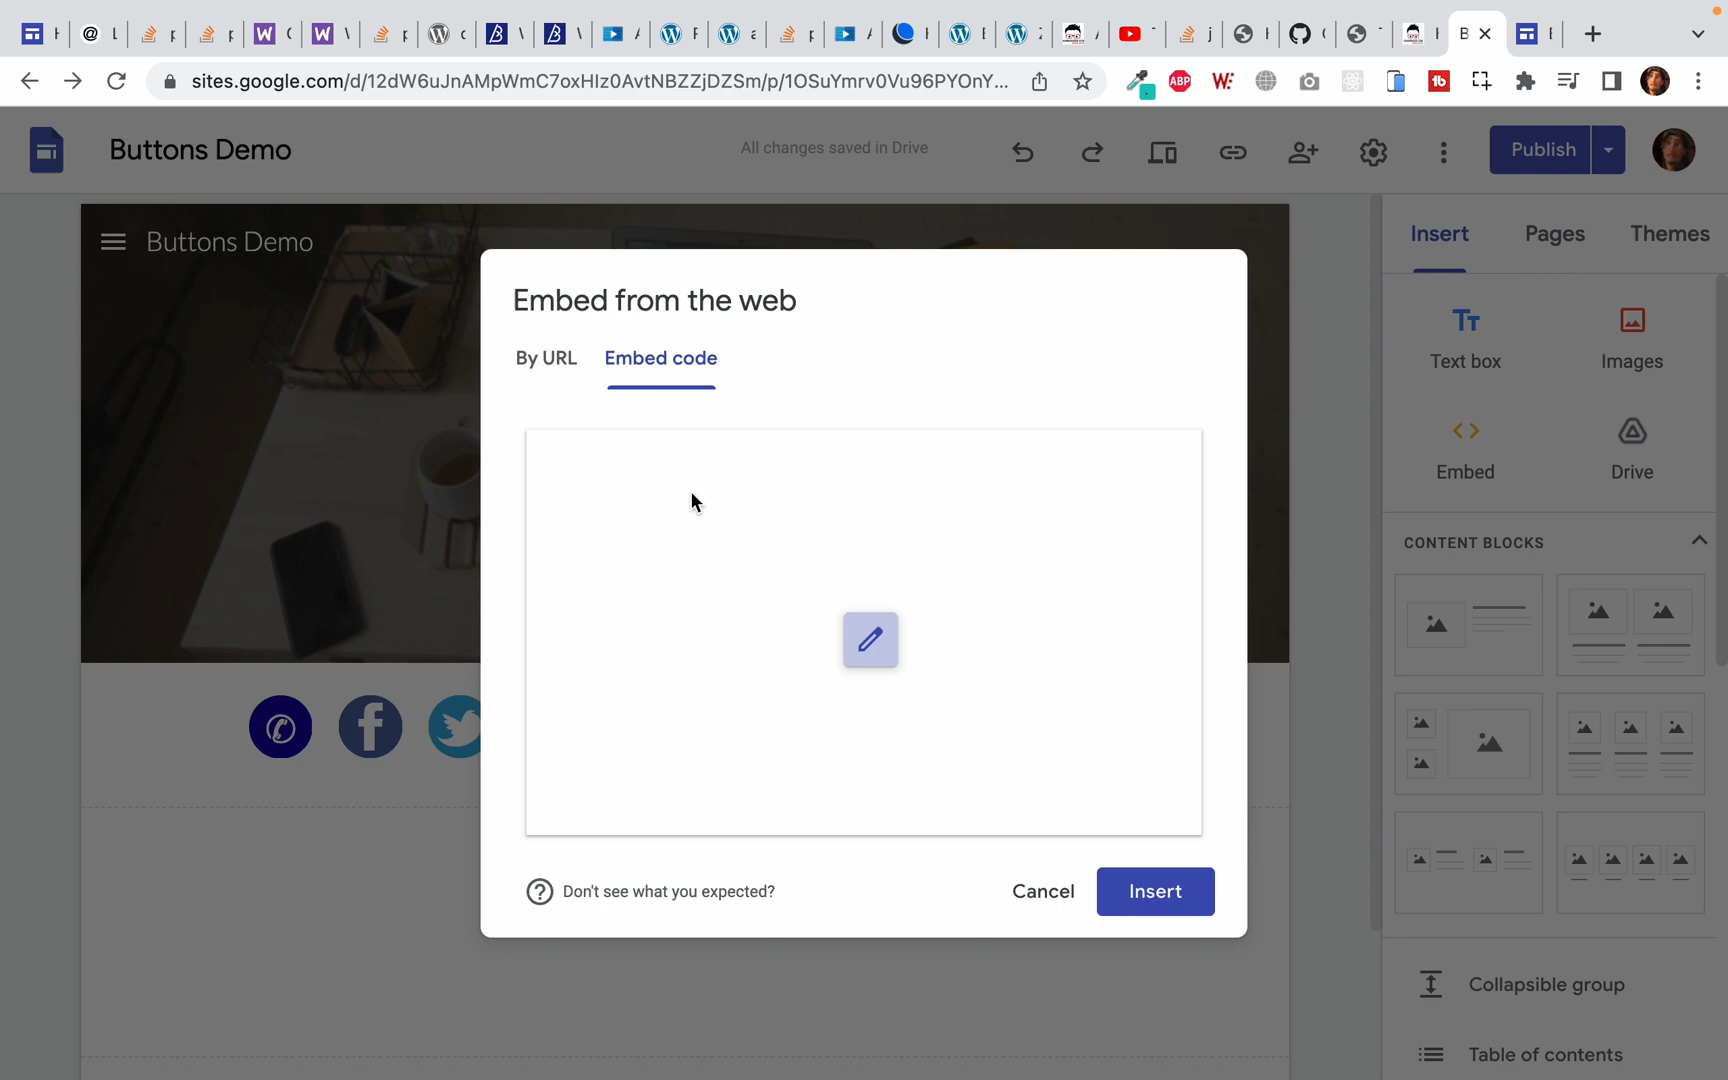 sites.google.com/d/12dW6uJnAMpWmC7oxHIz0AvtNBZZjDZSm/p/1OSuYmrv0Vu96PYOnY...
ABP
Buttons Demo
All changes saved in Drive
Publish
Buttons Demo
Insert
Pages
Themes
Embed from the web
By URL
Embed code
Text box
Images
Embed
Drive
CONTENT BLOCKS
Don't see what you expected?
Cancel
Insert
Collapsible group
Table of contents